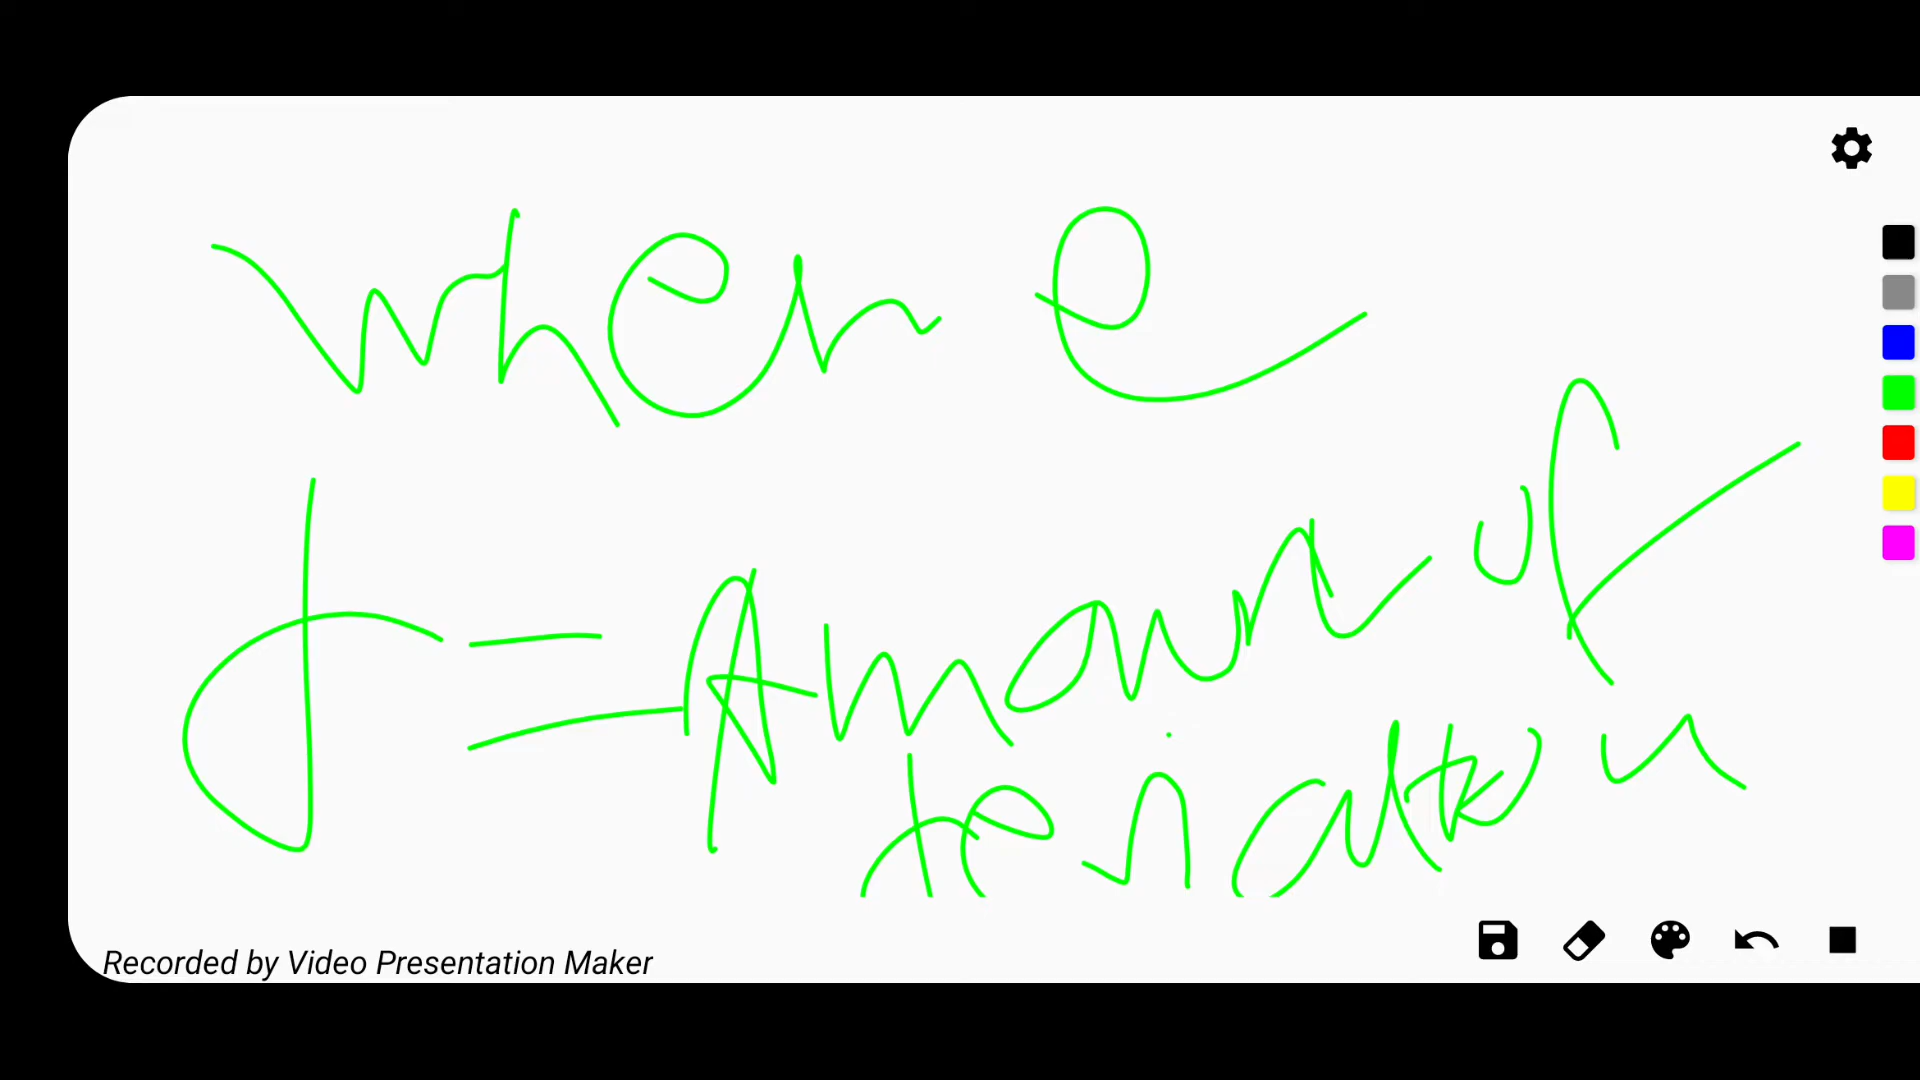 where
f = Amount of
Recorded by Video Presentation Maker